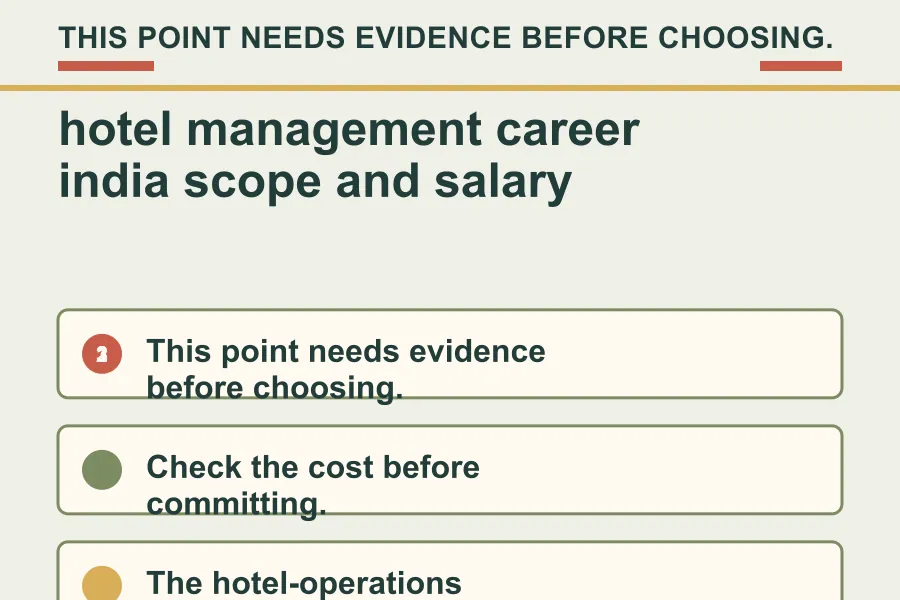 THIS POINT NEEDS EVIDENCE BEFORE CHOOSING.
hotel management career
india scope and salary
This point needs evidence
before choosing.
Check the cost before
committing.
The hotel-operations